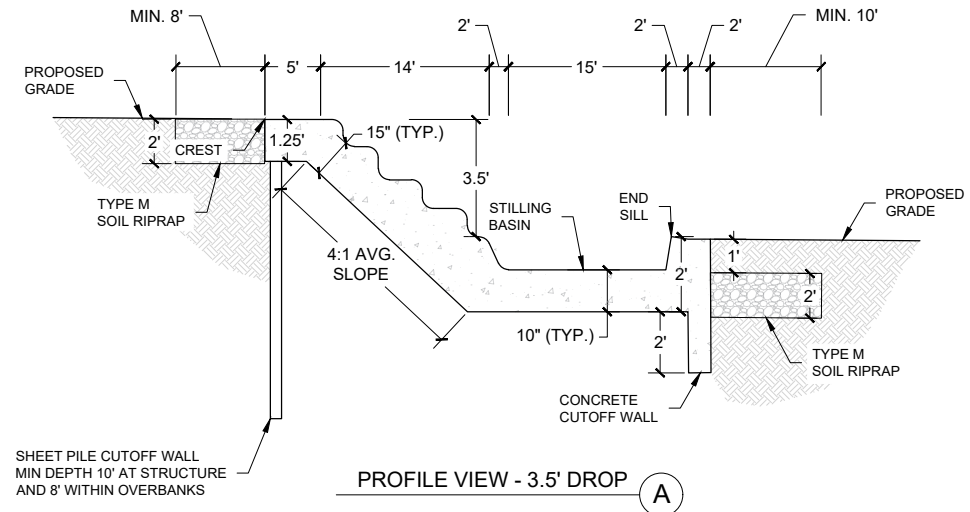 MIN. 8'
5'
14'
2'
15'
2'
2'
MIN. 10'
PROPOSED
GRADE
2'
CREST
1.25'
15" (TYP.)
3.5'
TYPE M
SOIL RIPRAP
4:1 AVG.
SLOPE
STILLING
BASIN
END
SILL
PROPOSED
GRADE
1'
2'
2'
10" (TYP.)
2'
TYPE M
SOIL RIPRAP
CONCRETE
CUTOFF WALL
SHEET PILE CUTOFF WALL
MIN DEPTH 10' AT STRUCTURE
AND 8' WITHIN OVERBANKS
PROFILE VIEW - 3.5' DROP
A